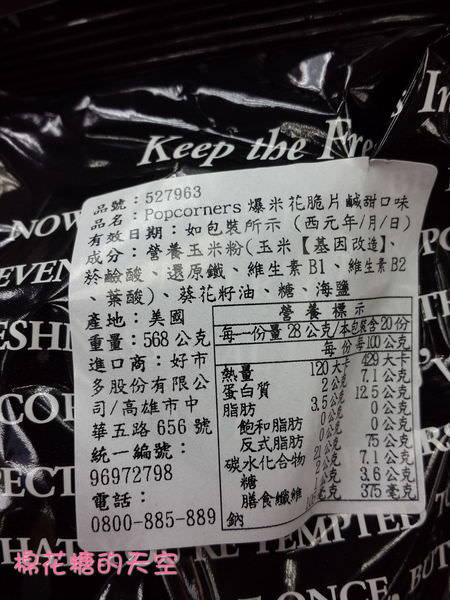 Keep the Fre
In
NOW
EVEN
品號：527963
品名：Popcorners 爆米花脆片鹹甜口味
有效日期：如包裝所示（西元年/月/日）
成分：營養玉米粉(玉米【基因改造】、
菸鹼酸、還原鐵、維生素B1、維生素B2
、葉酸)、葵花籽油、糖、海鹽
產地：美國
重量：568公克
進口商：好市
多股份有限公
司/高雄市中
華五路656號
統一編號：
96972798
電話：
0800-885-889
營養標示
每一份量28公克/本包裝含20份
每份 每100公克
熱量 120大卡 429大卡
蛋白質 2公克 7.1公克
脂肪 3.5公克 12.5公克
飽和脂肪 0公克 0公克
反式脂肪 0公克 0公克
碳水化合物 21公克 75公克
糖 2公克 7.1公克
膳食纖維 1公克 3.6公克
鈉 105毫克 375毫克
ESHI
COR
ECT
HAT
RE TEMPTED T
ONCE, BUT
棉花糖的天空